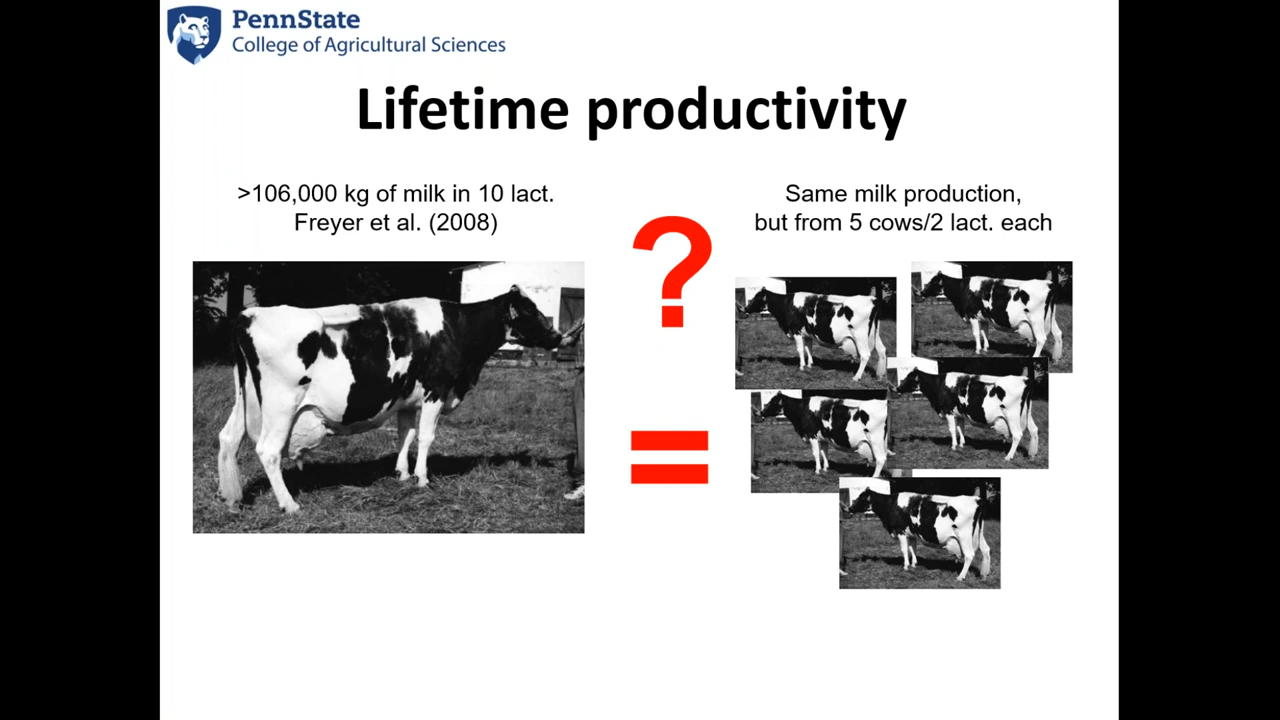 PennState
College of Agricultural Sciences
Lifetime productivity
>106,000 kg of milk in 10 lact.
Freyer et al. (2008)
?
=
Same milk production,
but from 5 cows/2 lact. each